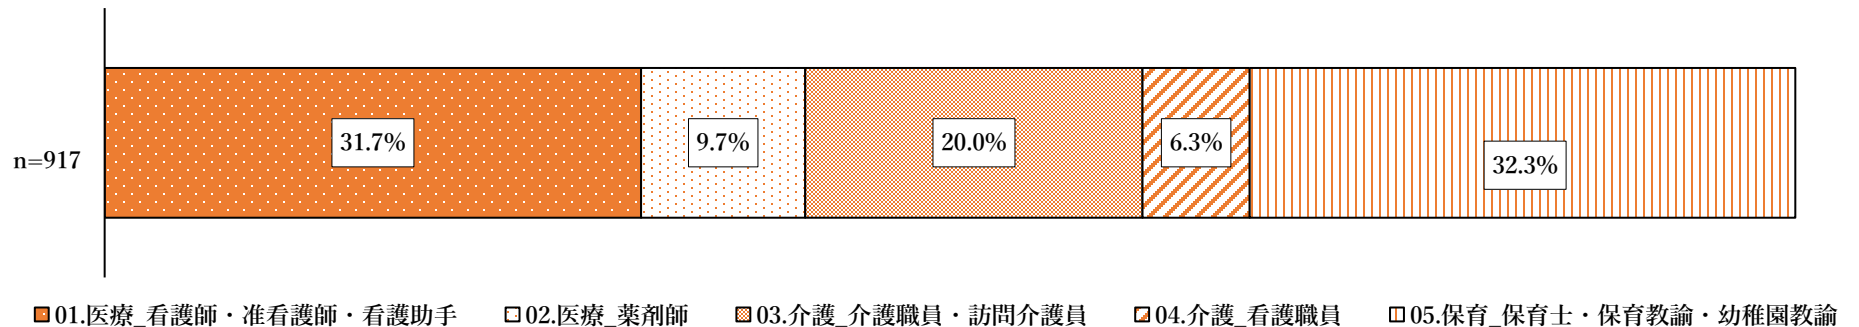 31.7%
9.7%
20.0%
6.3%
32.3%
n=917
01.医療_看護師・准看護師・看護助手
02.医療_薬剤師
03.介護_介護職員・訪問介護員
04.介護_看護職員
05.保育_保育士・保育教諭・幼稚園教諭